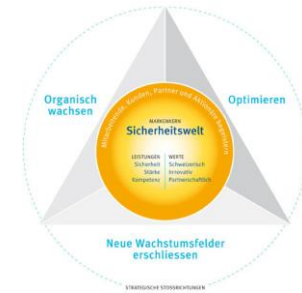 Organisch
wachsen
Optimieren
Mitarbeitende, Kunden, Partner und Aktionäre begeistern
MARKENKERN
Sicherheitswelt
LEISTUNGEN
Sicherheit
Stärke
Kompetenz
WERTE
Schweizerisch
Innovativ
Partnerschaftlich
Neue Wachstumsfelder
erschliessen
STRATEGISCHE STOSSRICHTUNGEN